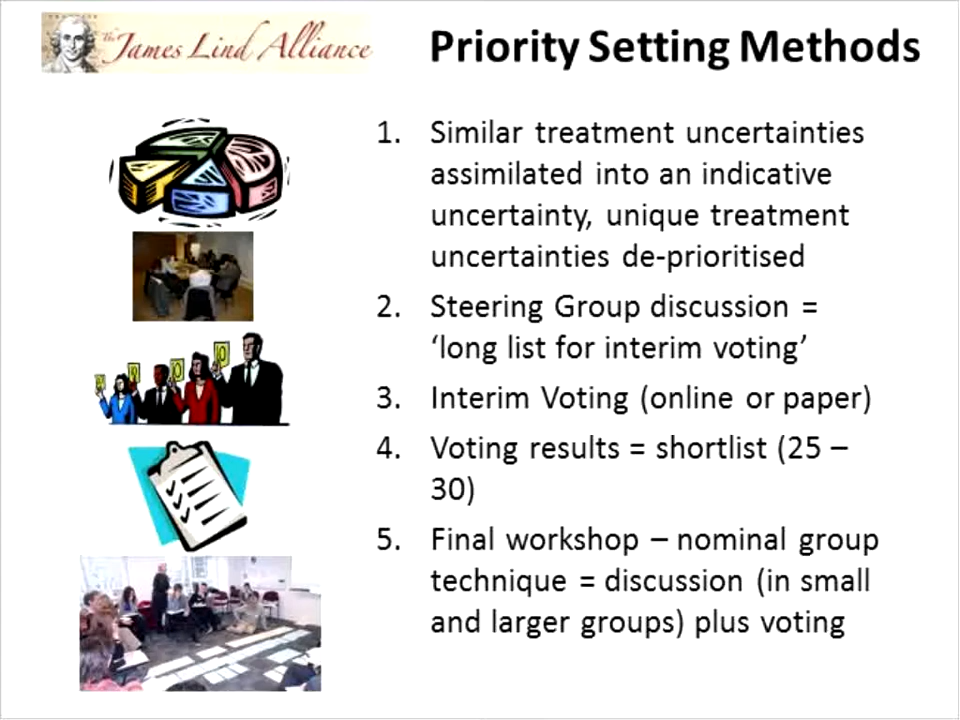 The James Lind Alliance
Priority Setting Methods
1. Similar treatment uncertainties
assimilated into an indicative
uncertainty, unique treatment
uncertainties de-prioritised
2. Steering Group discussion =
‘long list for interim voting’
3. Interim Voting (online or paper)
4. Voting results = shortlist (25 –
30)
5. Final workshop – nominal group
technique = discussion (in small
and larger groups) plus voting